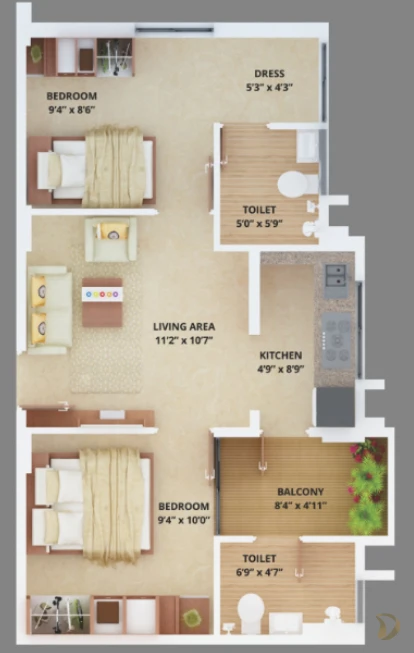 DRESS
5'3" x 4'3"
BEDROOM
9'4" x 8'6"
TOILET
5'0" x 5'9"
LIVING AREA
11'2" x 10'7"
KITCHEN
4'9" x 8'9"
BALCONY
8'4" x 4'11"
BEDROOM
9'4" x 10'0"
TOILET
6'9" x 4'7"